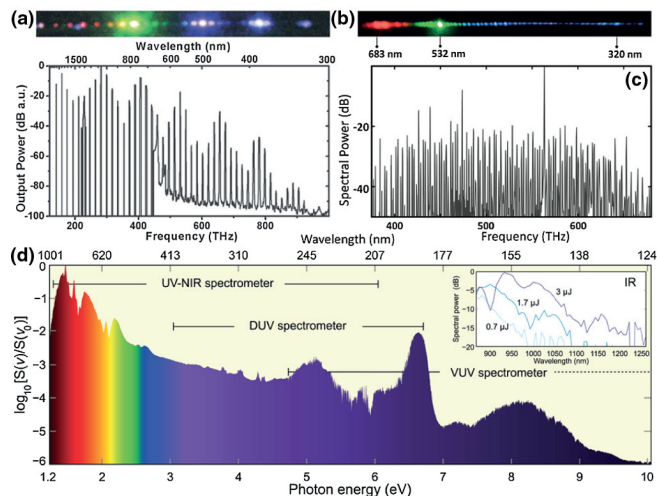 (a)
Wavelength (nm)
1500 1000 800 600 500 400 300
Output Power (dB a.u.)
0
-20
-40
-60
-80
-100
200 400 600 800
Frequency (THz)
(b)
683 nm 532 nm 320 nm
(c)
Spectral Power (dB)
-20
-40
400 500 600
Frequency (THz)
Wavelength (nm)
(d)
1001 620 413 310 245 207 177 155 138 124
UV-NIR spectrometer
DUV spectrometer
VUV spectrometer
log10[S(ν)/S(ν0)]
0
−1
−2
−3
−4
−5
−6
1.2 2 3 4 5 6 7 8 9 10
Photon energy (eV)
IR
Spectral power (dB)
0
−5
−10
−15
−20
3 μJ
1.7 μJ
0.7 μJ
900 950 1000 1050 1100 1150 1200 1250
Wavelength (nm)